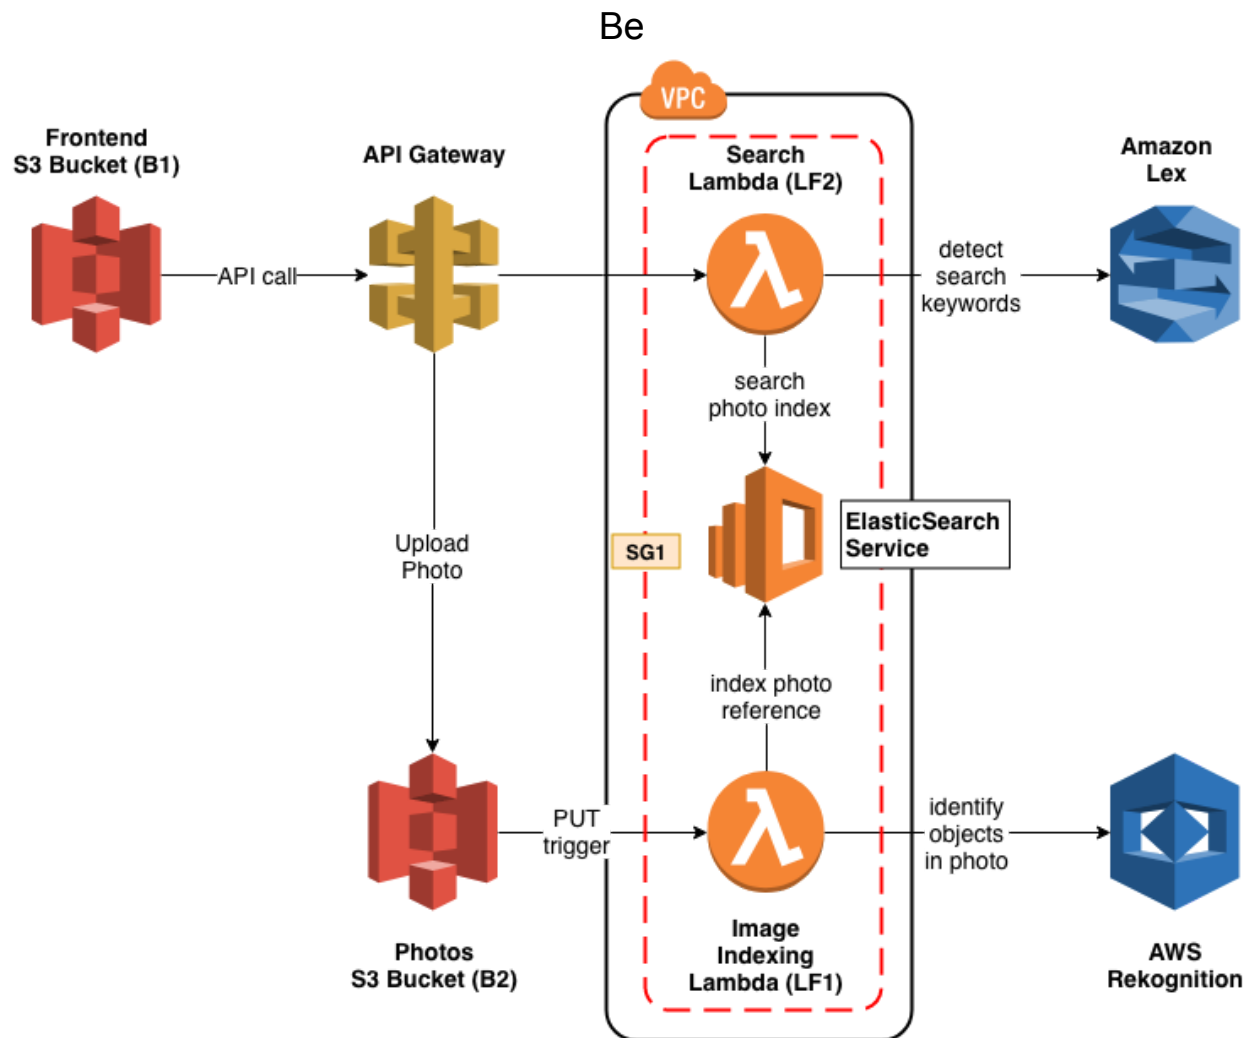 Be
VPC
Frontend
S3 Bucket (B1)
API Gateway
Search
Lambda (LF2)
Amazon
Lex
API call
detect
search
keywords
search
photo index
Upload
Photo
SG1
ElasticSearch
Service
index photo
reference
PUT
trigger
identify
objects
in photo
Photos
S3 Bucket (B2)
Image
Indexing
Lambda (LF1)
AWS
Rekognition